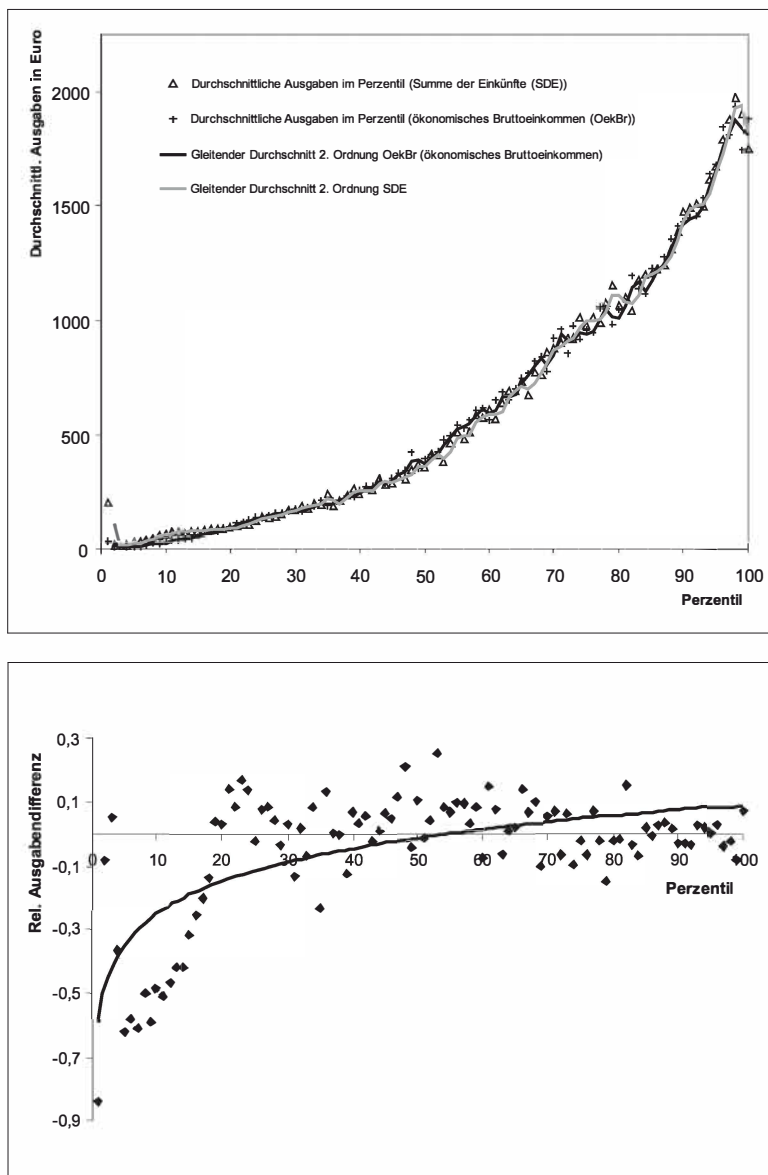 Durchschnittl. Ausgaben in Euro
2000
1500
1000
500
0
△ Durchschnittliche Ausgaben im Perzentil (Summe der Einkünfte (SDE))
+ Durchschnittliche Ausgaben im Perzentil (ökonomisches Bruttoeinkommen (OekBr))
Gleitender Durchschnitt 2. Ordnung OekBr (ökonomisches Bruttoeinkommen)
Gleitender Durchschnitt 2. Ordnung SDE
0 10 20 30 40 50 60 70 80 90 100
Perzentil
Rel. Ausgabendifferenz
0,3
0,1
-0,1
-0,3
-0,5
-0,7
-0,9
0 10 20 30 40 50 60 70 80 90 100
Perzentil